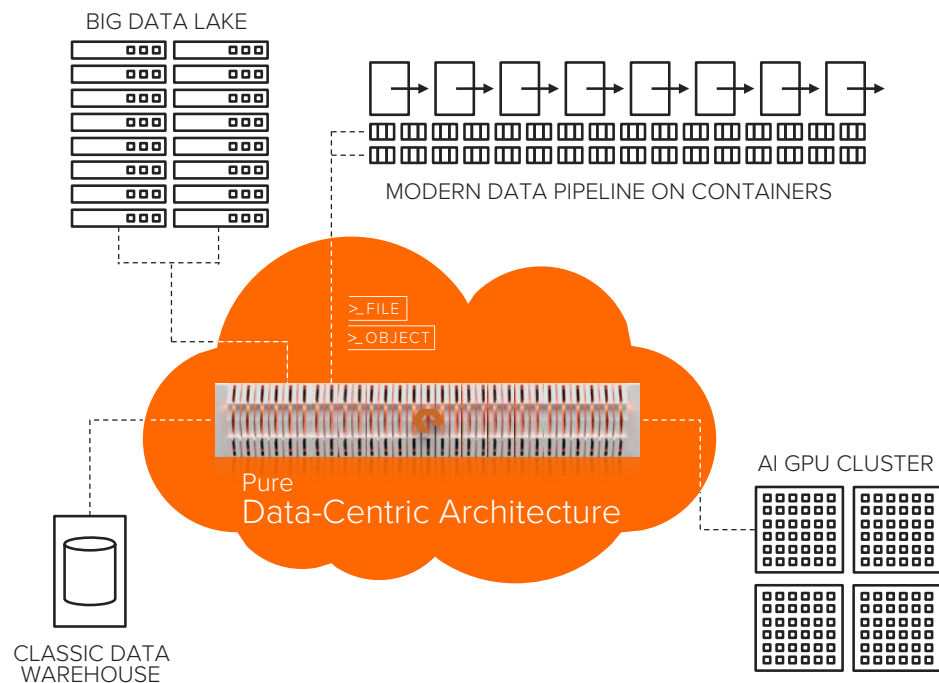 BIG DATA LAKE
MODERN DATA PIPELINE ON CONTAINERS
>_FILE
>_OBJECT
Pure
Data-Centric Architecture
AI GPU CLUSTER
CLASSIC DATA
WAREHOUSE